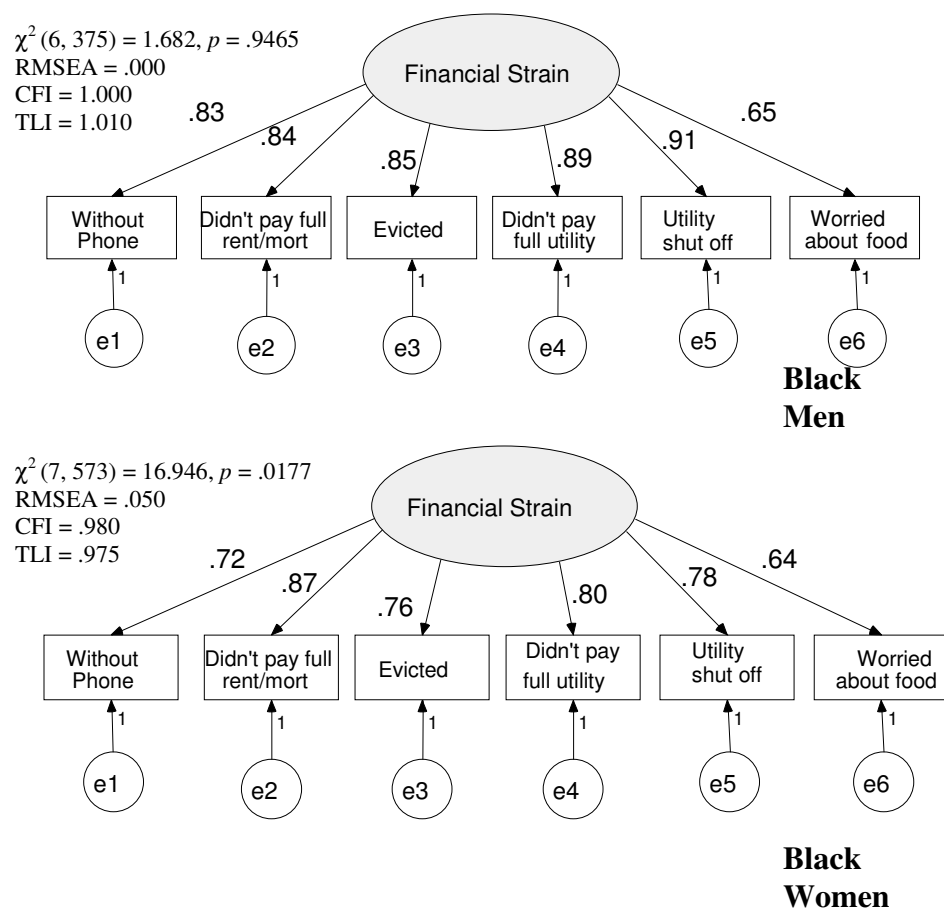 χ² (6, 375) = 1.682, p = .9465
RMSEA = .000
CFI = 1.000
TLI = 1.010
Financial Strain
.83
.84
.85
.89
.91
.65
Without
Phone
Didn't pay full
rent/mort
Evicted
Didn't pay
full utility
Utility
shut off
Worried
about food
1
1
1
1
1
1
e1
e2
e3
e4
e5
e6
Black
Men
χ² (7, 573) = 16.946, p = .0177
RMSEA = .050
CFI = .980
TLI = .975
Financial Strain
.72
.87
.76
.80
.78
.64
Without
Phone
Didn't pay full
rent/mort
Evicted
Didn't pay
full utility
Utility
shut off
Worried
about food
1
1
1
1
1
1
e1
e2
e3
e4
e5
e6
Black
Women